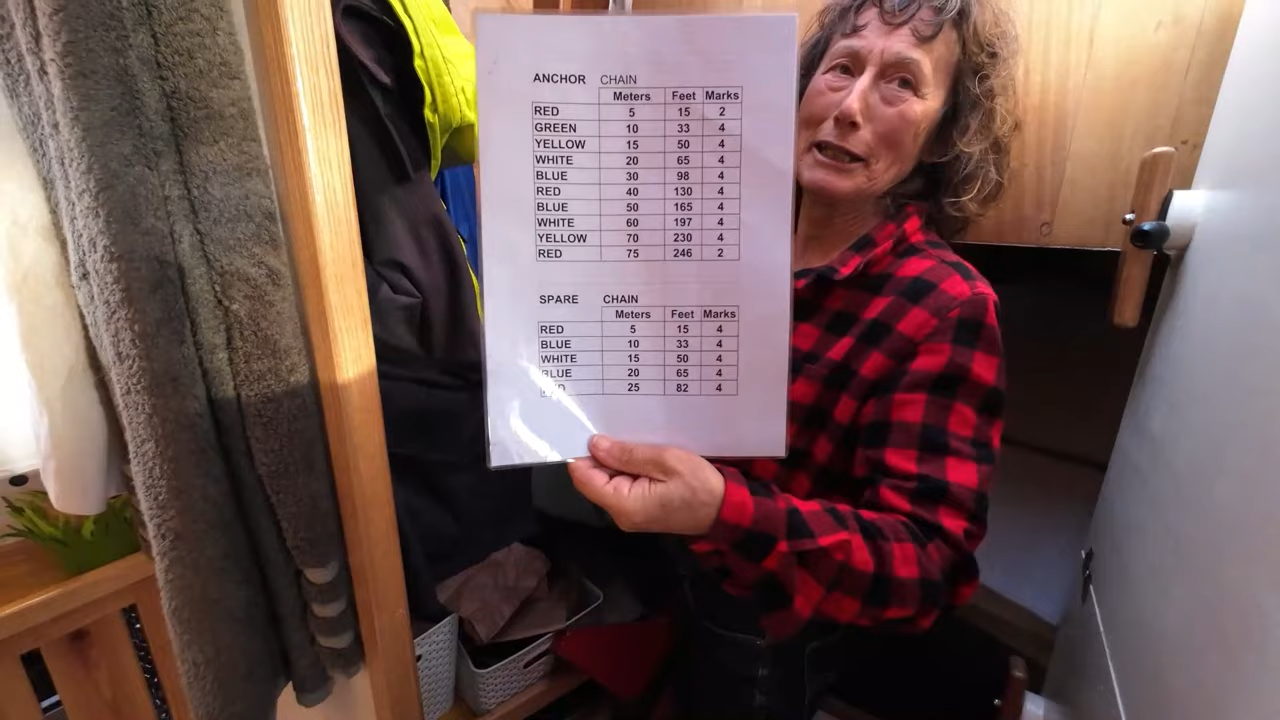 ANCHOR CHAIN
Meters Feet Marks
RED 5 15 2
GREEN 10 33 4
YELLOW 15 50 4
WHITE 20 65 4
BLUE 30 98 4
RED 40 130 4
BLUE 50 165 4
WHITE 60 197 4
YELLOW 70 230 4
RED 75 246 2
SPARE CHAIN
Meters Feet Marks
RED 5 15 4
BLUE 10 33 4
WHITE 15 50 4
BLUE 20 65 4
RED 25 82 4